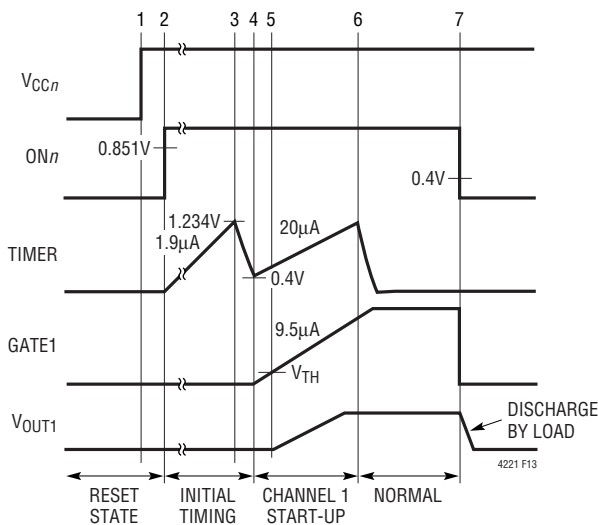 1 2 3 4 5 6 7
VCCn
ONn
0.851V
0.4V
TIMER
1.234V
1.9µA
20µA
0.4V
GATE1
9.5µA
VTH
VOUT1
DISCHARGE
BY LOAD
4221 F13
RESET
STATE
INITIAL
TIMING
CHANNEL 1
START-UP
NORMAL